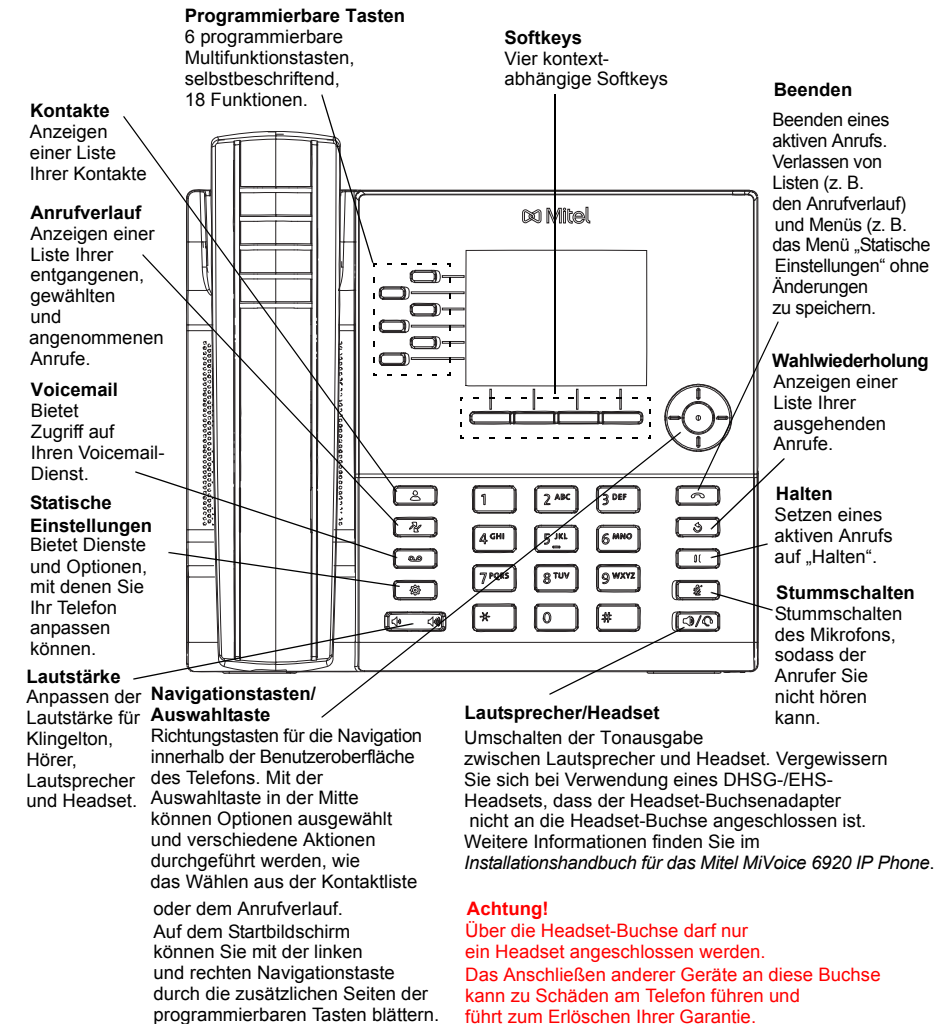 Programmierbare Tasten
6 programmierbare
Multifunktionstasten,
selbstbeschriftend,
18 Funktionen.
Softkeys
Vier kontext-
abhängige Softkeys
Kontakte
Anzeigen
einer Liste
Ihrer Kontakte
Anrufverlauf
Anzeigen einer
Liste Ihrer
entgangenen,
gewählten
und
angenommenen
Anrufe.
Voicemail
Bietet
Zugriff auf
Ihren Voicemail-
Dienst.
Statische
Einstellungen
Bietet Dienste
und Optionen,
mit denen Sie
Ihr Telefon
anpassen
können.
Lautstärke
Anpassen der
Lautstärke für
Klingelton,
Hörer,
Lautsprecher
und Headset.
Mitel
1
2 ABC
3 DEF
4 GHI
5 JKL
6 MNO
7 PQRS
8 TUV
9 WXYZ
*
0
#
Beenden
Beenden eines
aktiven Anrufs.
Verlassen von
Listen (z. B.
den Anrufverlauf)
und Menüs (z. B.
das Menü „Statische
Einstellungen“ ohne
Änderungen
zu speichern.
Wahlwiederholung
Anzeigen einer
Liste Ihrer
ausgehenden
Anrufe.
Halten
Setzen eines
aktiven Anrufs
auf „Halten“.
Stummschalten
Stummschalten
des Mikrofons,
sodass der
Anrufer Sie
nicht hören
kann.
Navigationstasten/
Auswahltaste
Richtungstasten für die Navigation
innerhalb der Benutzeroberfläche
des Telefons. Mit der
Auswahltaste in der Mitte
können Optionen ausgewählt
und verschiedene Aktionen
durchgeführt werden, wie
das Wählen aus der Kontaktliste
oder dem Anrufverlauf.
Auf dem Startbildschirm
können Sie mit der linken
und rechten Navigationstaste
durch die zusätzlichen Seiten der
programmierbaren Tasten blättern.
Lautsprecher/Headset
Umschalten der Tonausgabe
zwischen Lautsprecher und Headset. Vergewissern
Sie sich bei Verwendung eines DHSG-/EHS-
Headsets, dass der Headset-Buchsenadapter
nicht an die Headset-Buchse angeschlossen ist.
Weitere Informationen finden Sie im
Installationshandbuch für das Mitel MiVoice 6920 IP Phone.
Achtung!
Über die Headset-Buchse darf nur
ein Headset angeschlossen werden.
Das Anschließen anderer Geräte an diese Buchse
kann zu Schäden am Telefon führen und
führt zum Erlöschen Ihrer Garantie.